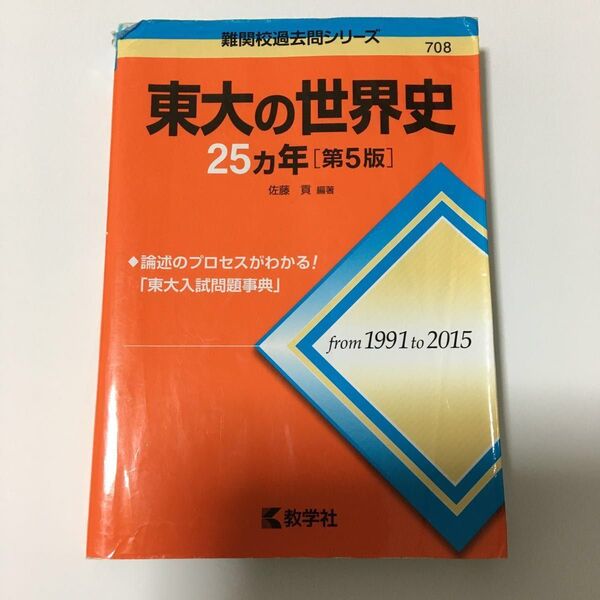 難関校過去問シリーズ
708
東大の世界史
25ヵ年[第5版]
佐藤 貢 編著
◆論述のプロセスがわかる!
「東大入試問題事典」
from 1991 to 2015
教学社